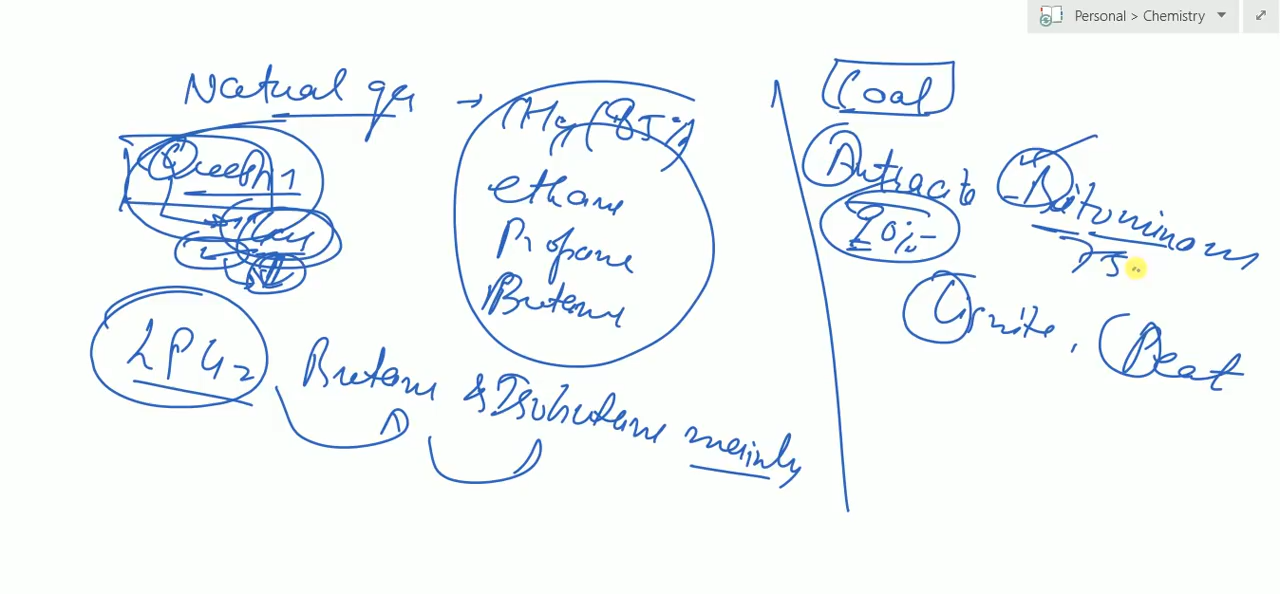 Personal > Chemistry
Natural gas → CH4 (85%)
ethane
Propane
Butane
LPG =
Butane & Isobutane mainly
Coal
Antracite
90%
Bituminous
75
Lignite, Peat